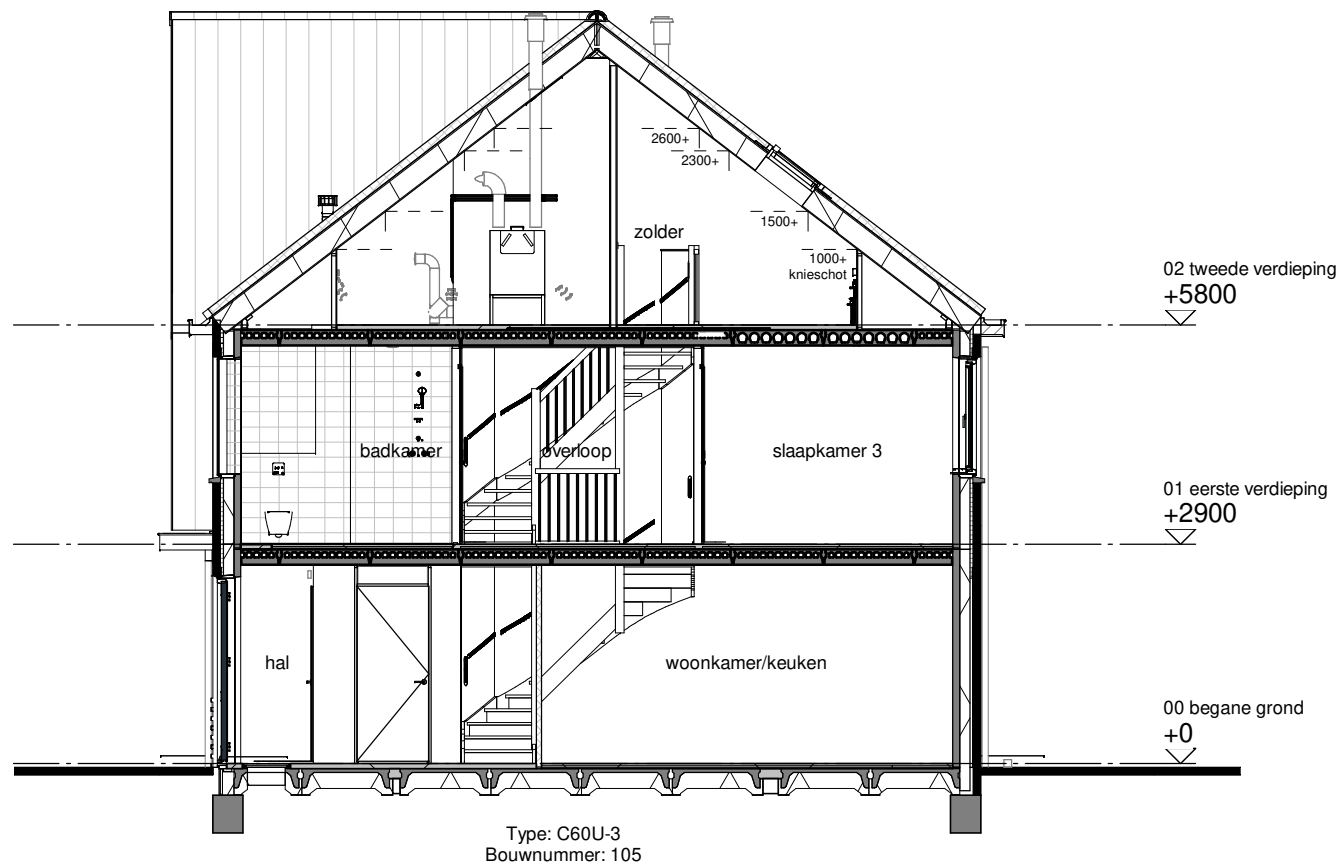 2600+
2300+
1500+
zolder
1000+
knieschot
02 tweede verdieping
+5800
badkamer
overloop
slaapkamer 3
01 eerste verdieping
+2900
hal
woonkamer/keuken
00 begane grond
+0
Type: C60U-3
Bouwnummer: 105